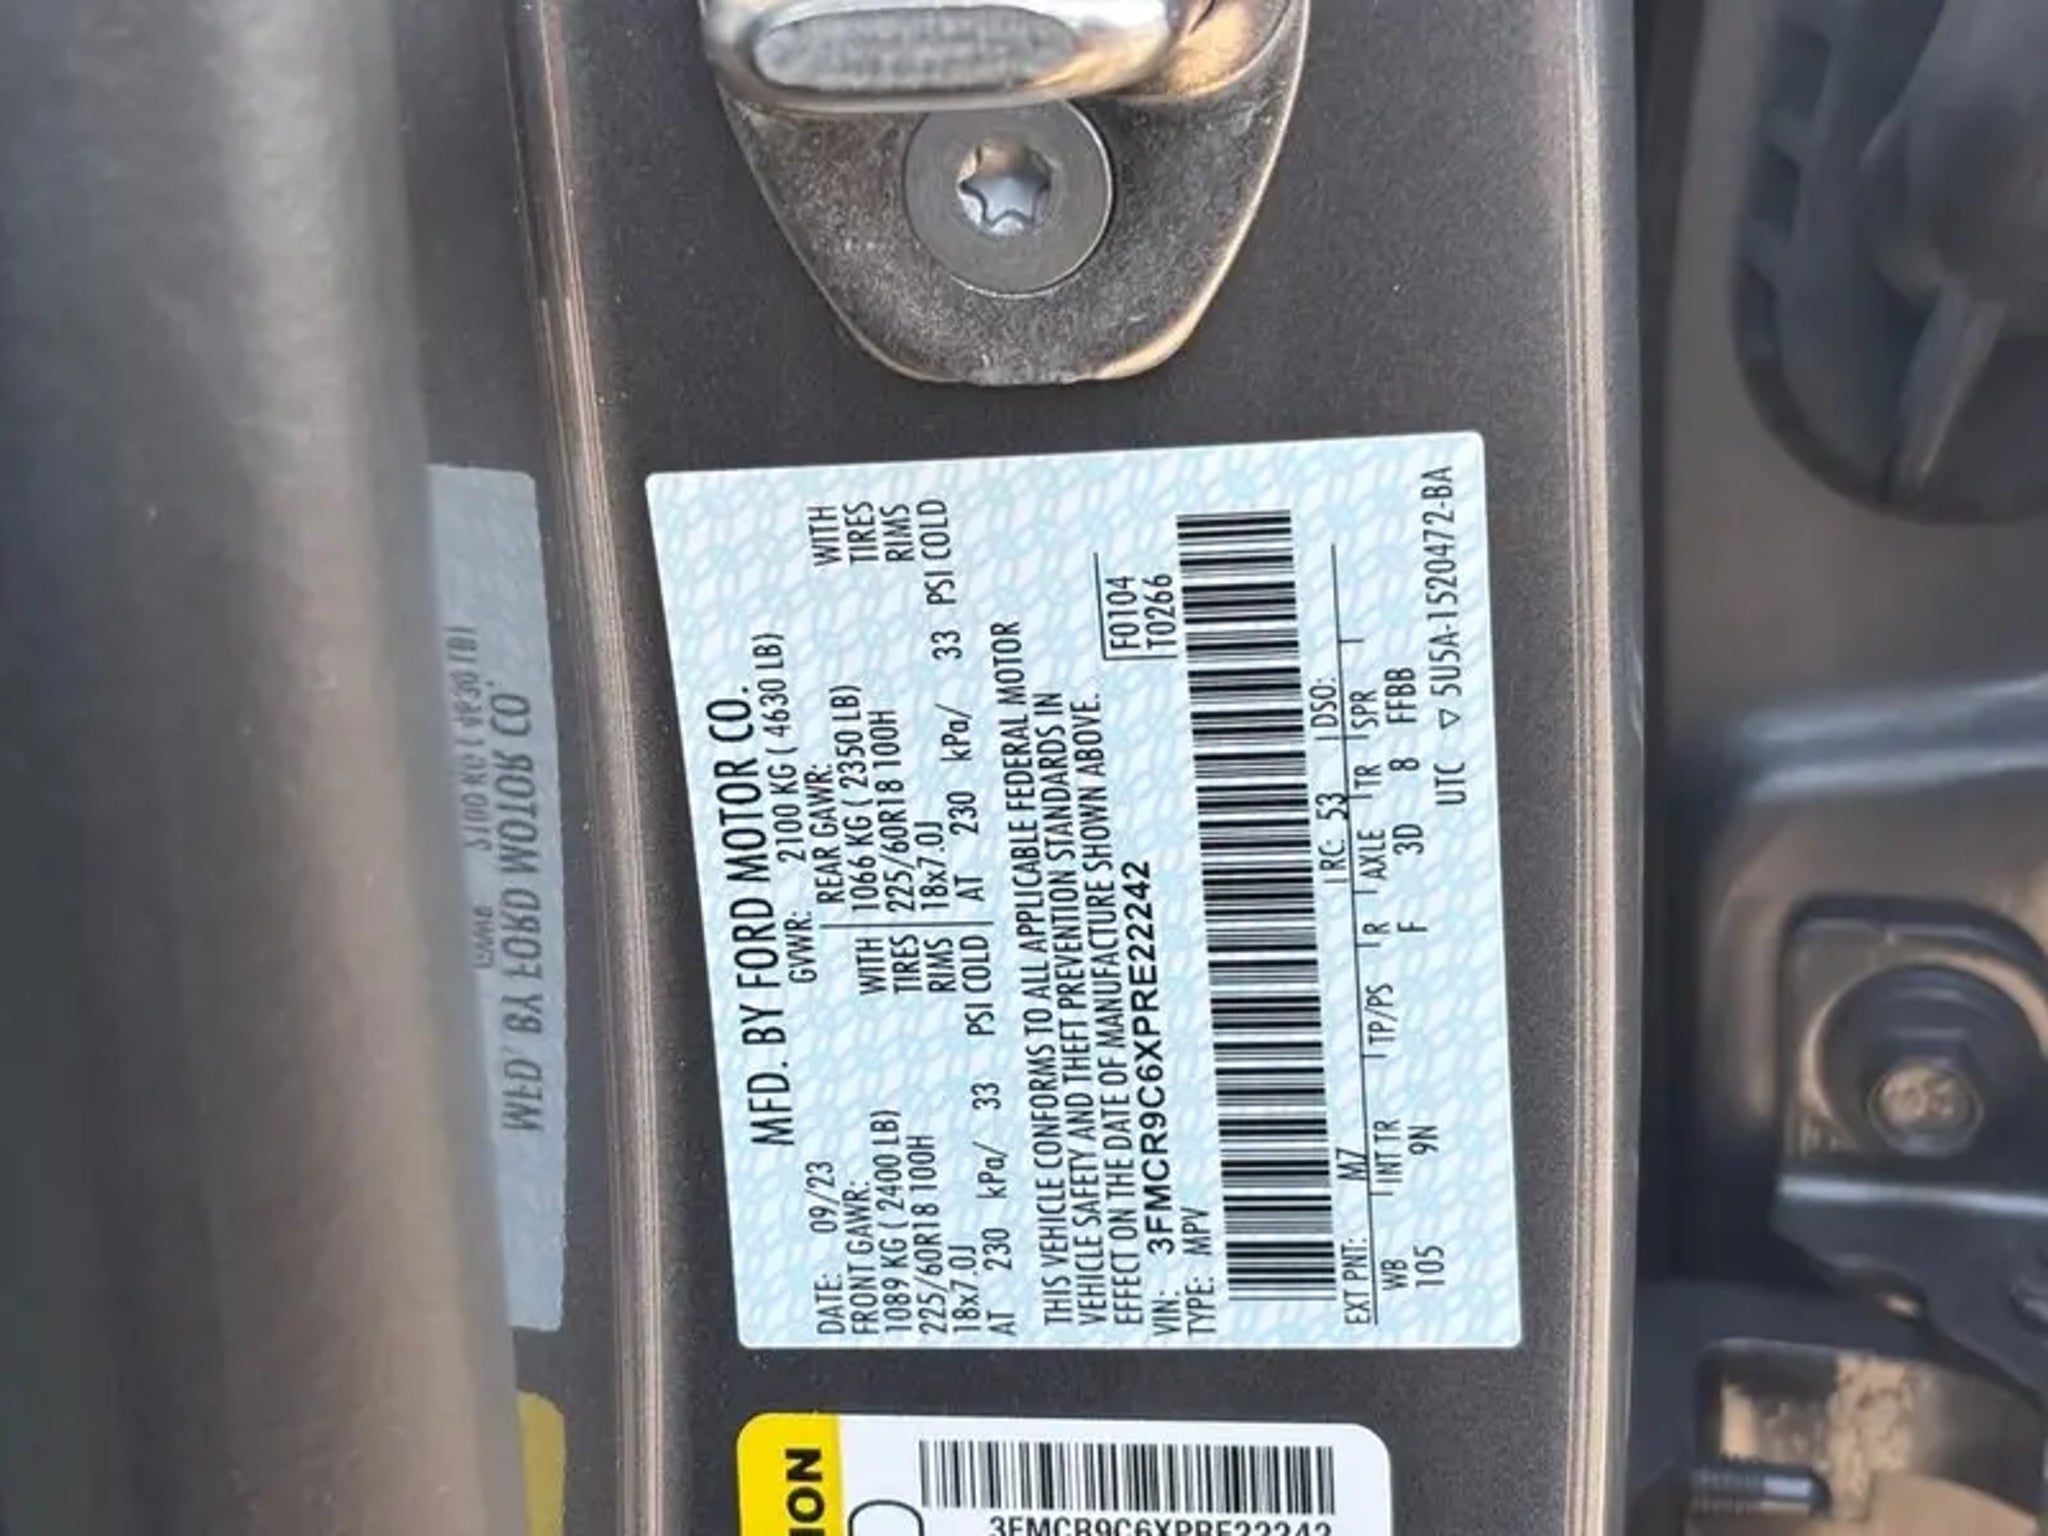 MFD. BY FORD MOTOR CO.
DATE: 09/23 GVWR: 2100 KG ( 4630 LB)
FRONT GAWR: REAR GAWR:
1089 KG ( 2400 LB) WITH 1066 KG ( 2350 LB) WITH
225/60R18 100H TIRES 225/60R18 100H TIRES
18x7.0J RIMS 18x7.0J RIMS
AT 230 kPa/ 33 PSI COLD AT 230 kPa/ 33 PSI COLD
THIS VEHICLE CONFORMS TO ALL APPLICABLE FEDERAL MOTOR
VEHICLE SAFETY AND THEFT PREVENTION STANDARDS IN
EFFECT ON THE DATE OF MANUFACTURE SHOWN ABOVE.
VIN: 3FMCR9C6XPRE22242 F0104
TYPE: MPV T0266
EXT PNT: MZ RC: 53 DSO:
WB INT TR TP/PS R AXLE TR SPR
105 9N F 3D 8 FFBB
UTC ▽ 5U5A-1520472-BA
3FMCR9C6XPRE22242